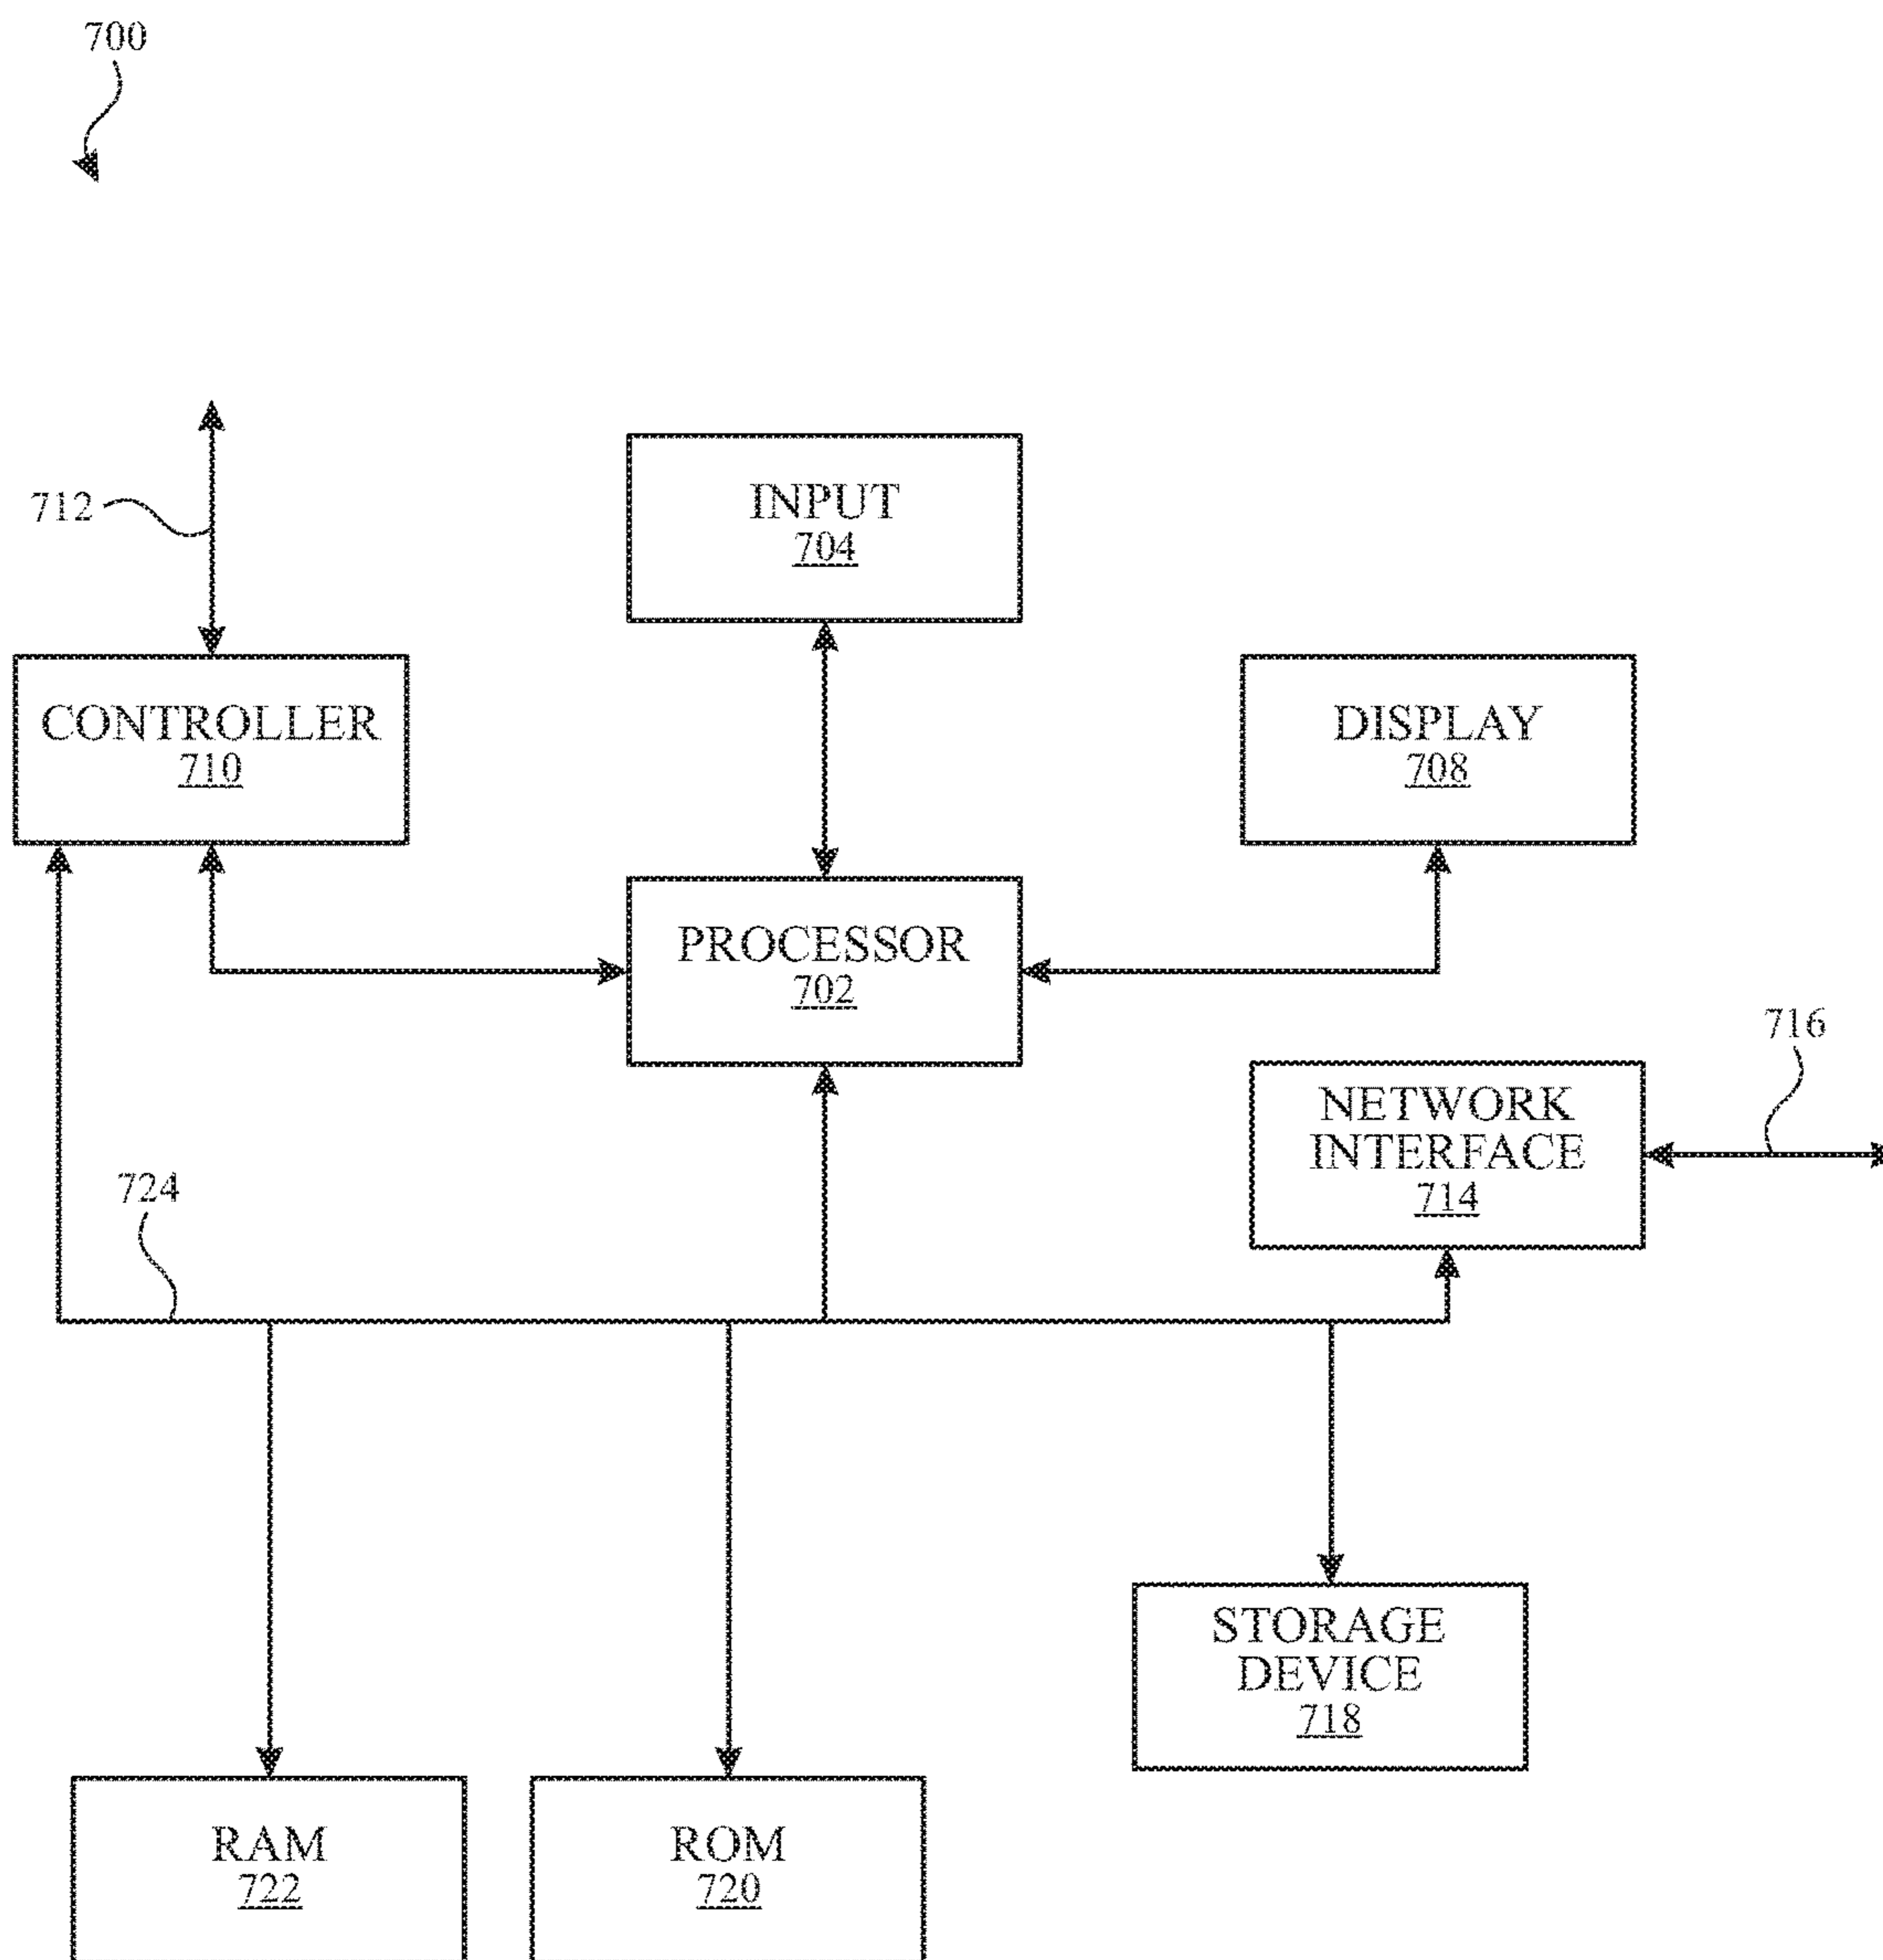 700
712
INPUT
704
CONTROLLER
710
DISPLAY
708
PROCESSOR
702
716
NETWORK
INTERFACE
714
724
STORAGE
DEVICE
718
RAM
722
ROM
720